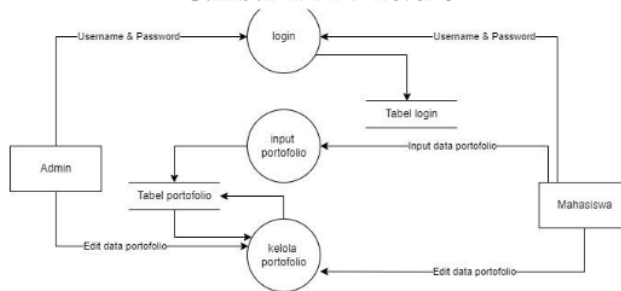 Username & Password
login
Username & Password
Tabel login
input
portofolio
Input data portofolio
Admin
Tabel portofolio
Mahasiswa
Edit data portofolio
kelola
portofolio
Edit data portofolio